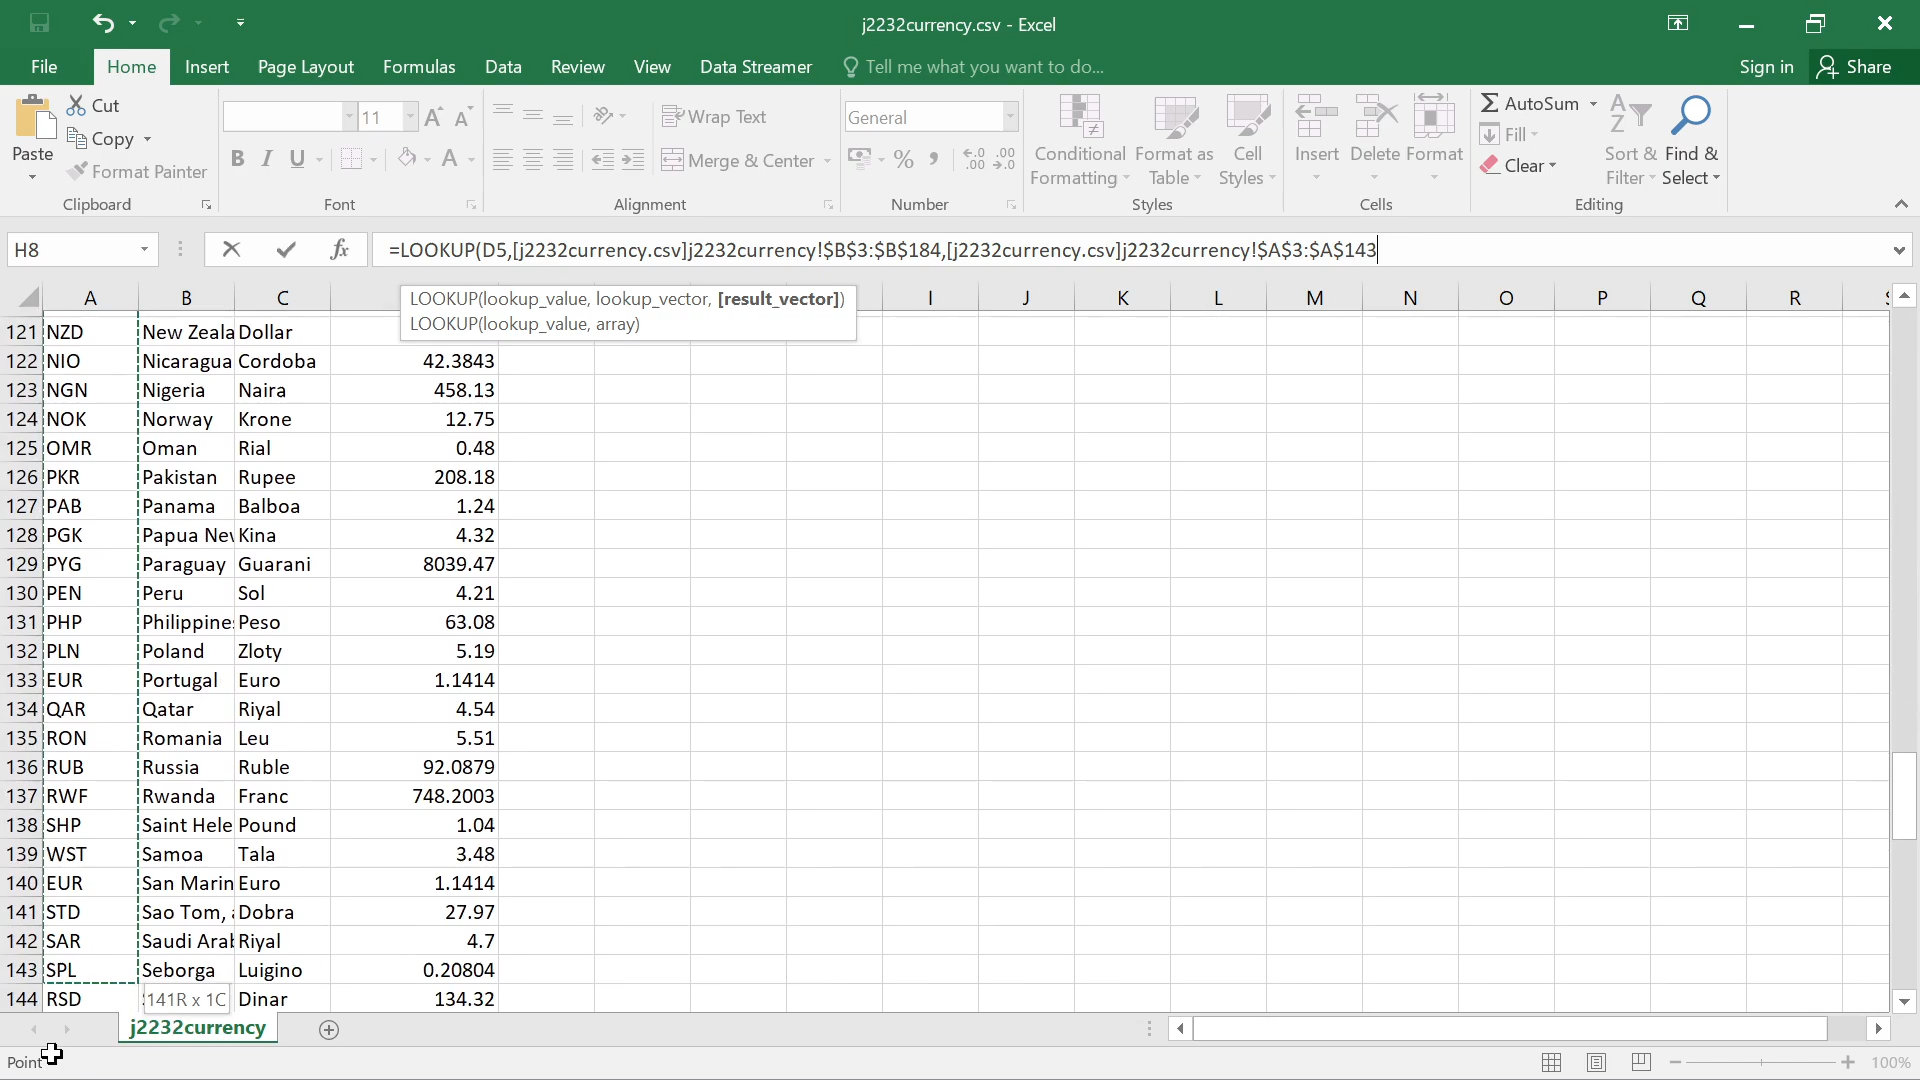 j2232currency.csv - Excel
File Home Insert Page Layout Formulas Data Review View Data Streamer Tell me what you want to do... Sign in Share
Paste Cut Copy Format Painter Clipboard
11 B I U A Font
Wrap Text Merge & Center Alignment
General % Number
Conditional Formatting Format as Table Cell Styles Styles
Insert Delete Format Cells
AutoSum Fill Clear Sort & Filter Find & Select Editing
H8 fx =LOOKUP(D5,[j2232currency.csv]j2232currency!$B$3:$B$184,[j2232currency.csv]j2232currency!$A$3:$A$143
LOOKUP(lookup_value, lookup_vector, [result_vector])
LOOKUP(lookup_value, array)
A B C I J K L M N O P Q R
121 NZD New Zeala Dollar
122 NIO Nicaragua Cordoba 42.3843
123 NGN Nigeria Naira 458.13
124 NOK Norway Krone 12.75
125 OMR Oman Rial 0.48
126 PKR Pakistan Rupee 208.18
127 PAB Panama Balboa 1.24
128 PGK Papua Nev Kina 4.32
129 PYG Paraguay Guarani 8039.47
130 PEN Peru Sol 4.21
131 PHP Philippine Peso 63.08
132 PLN Poland Zloty 5.19
133 EUR Portugal Euro 1.1414
134 QAR Qatar Riyal 4.54
135 RON Romania Leu 5.51
136 RUB Russia Ruble 92.0879
137 RWF Rwanda Franc 748.2003
138 SHP Saint Hele Pound 1.04
139 WST Samoa Tala 3.48
140 EUR San Marin Euro 1.1414
141 STD Sao Tom, Dobra 27.97
142 SAR Saudi Arab Riyal 4.7
143 SPL Seborga Luigino 0.20804
144 RSD 141R x 1C Dinar 134.32
j2232currency
Point 100%